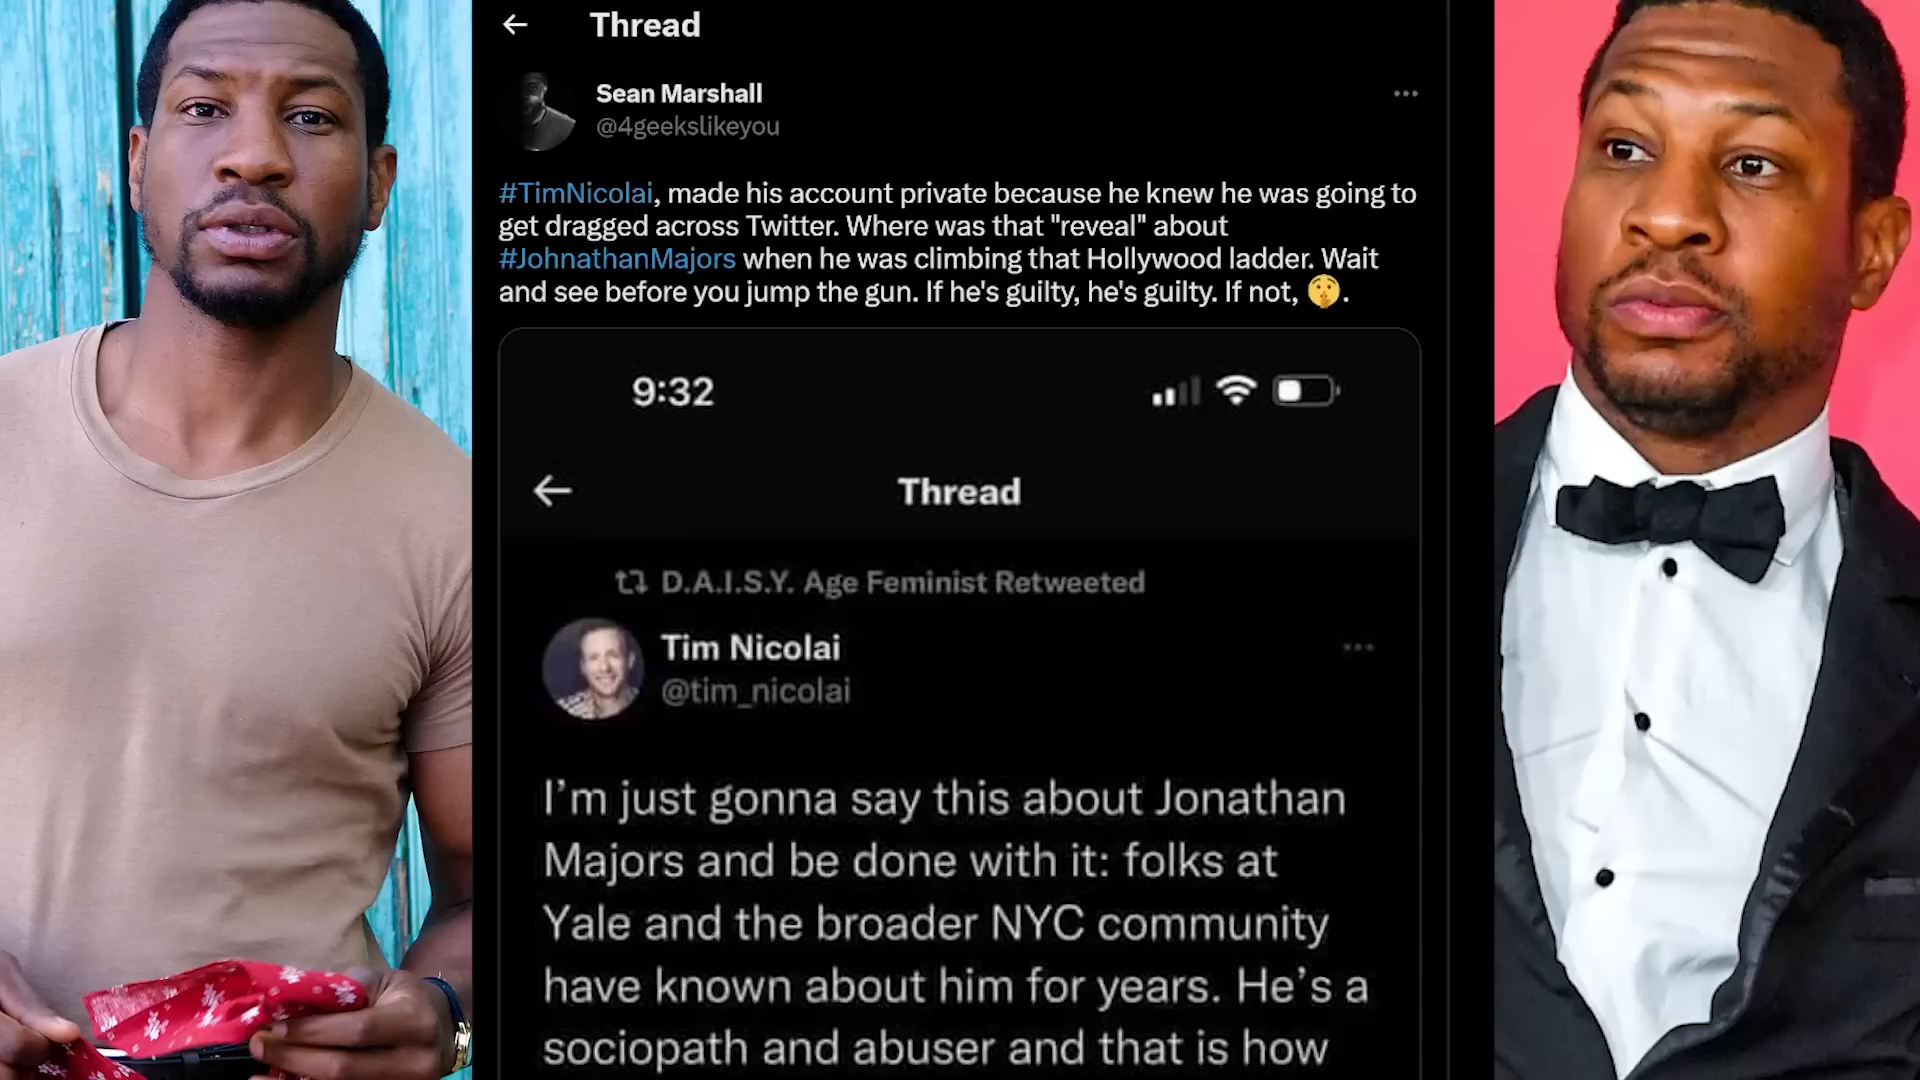 Thread
Sean Marshall
@4geekslikeyou
#TimNicolai, made his account private because he knew he was going to
get dragged across Twitter. Where was that "reveal" about
#JohnathanMajors when he was climbing that Hollywood ladder. Wait
and see before you jump the gun. If he's guilty, he's guilty. If not, 🤫.
9:32
Thread
D.A.I.S.Y. Age Feminist Retweeted
Tim Nicolai
@tim_nicolai
I'm just gonna say this about Jonathan
Majors and be done with it: folks at
Yale and the broader NYC community
have known about him for years. He's a
sociopath and abuser and that is how